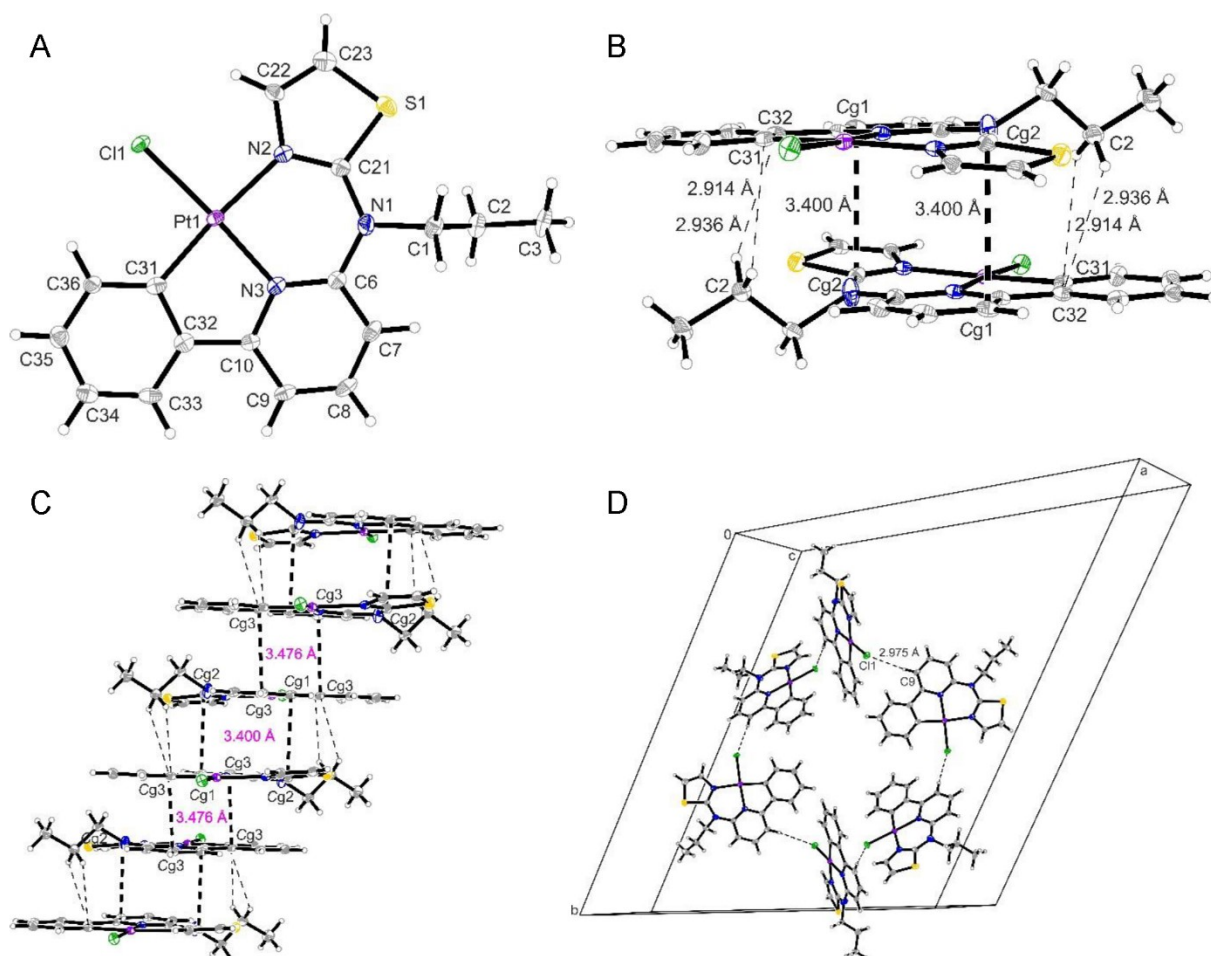 A
C23
C22
S1
Cl1
N2
C21
Pt1
N1
C2
C1
C3
C31
C36
N3
C6
C32
C10
C7
C35
C9
C34
C33
C8
B
Cg1
C32
Cg2
C31
C2
2.914 Å
3.400 Å
3.400 Å
2.936 Å
2.936 Å
2.914 Å
C31
C2
Cg2
C32
Cg1
C
Cg3
Cg3
Cg2
3.476 Å
Cg2
Cg1
Cg3
Cg3
3.400 Å
Cg3
Cg3
Cg1
Cg2
3.476 Å
Cg2
Cg3
Cg3
D
a
0
c
2.975 Å
Cl1
C9
b